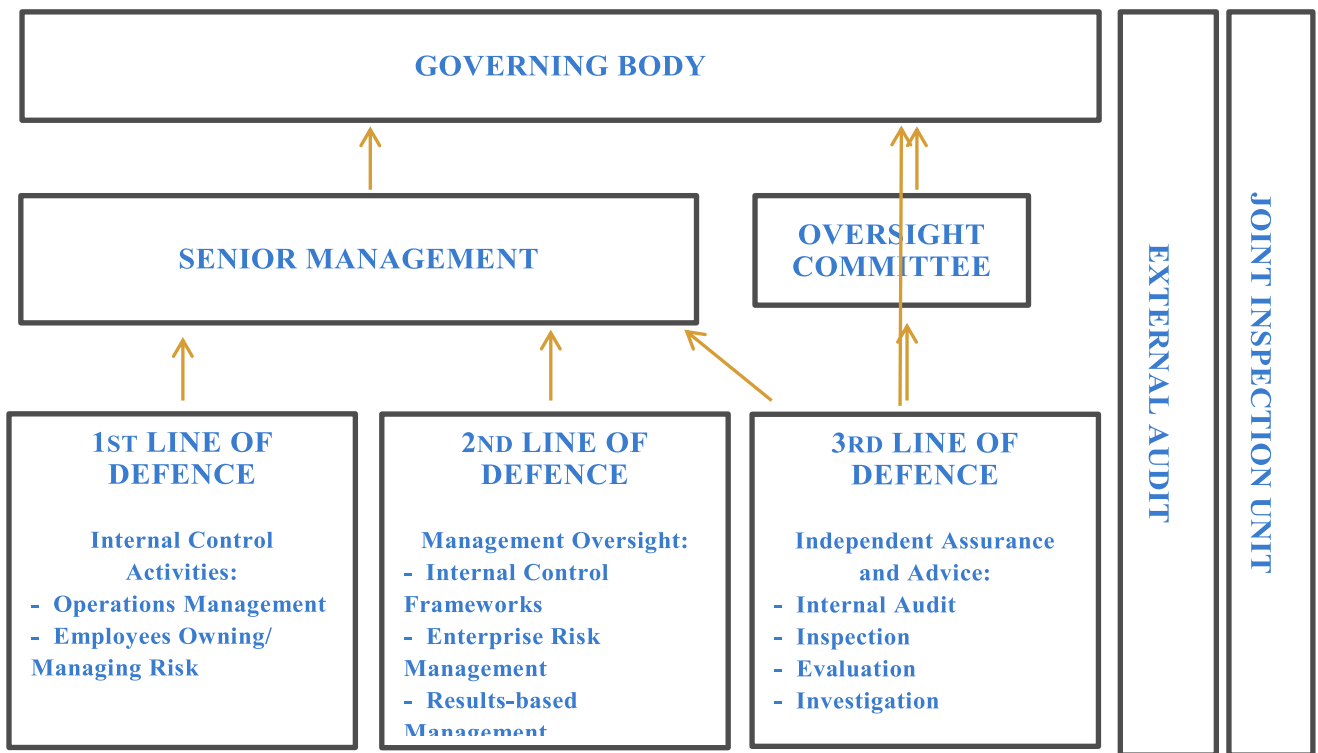 GOVERNING BODY
SENIOR MANAGEMENT
OVERSIGHT
COMMITTEE
1ST LINE OF
DEFENCE
Internal Control
Activities:
- Operations Management
- Employees Owning/
Managing Risk
2ND LINE OF
DEFENCE
Management Oversight:
- Internal Control
Frameworks
- Enterprise Risk
Management
- Results-based
Management
3RD LINE OF
DEFENCE
Independent Assurance
and Advice:
- Internal Audit
- Inspection
- Evaluation
- Investigation
EXTERNAL AUDIT
JOINT INSPECTION UNIT